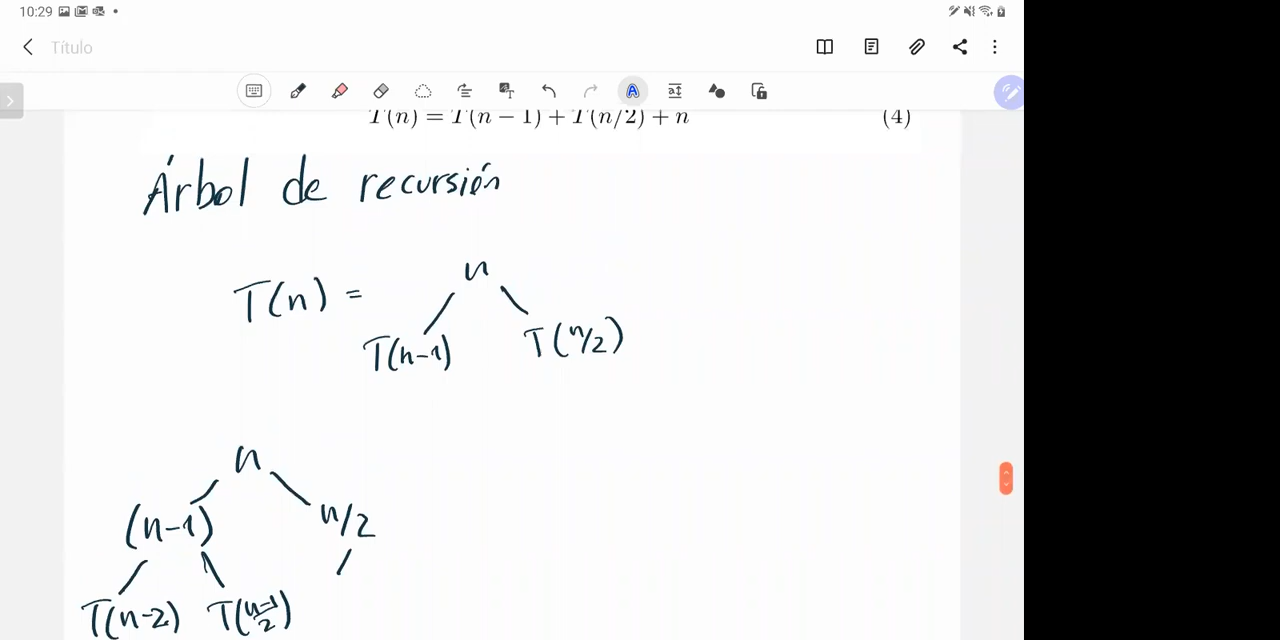 10:29
Título
T(n) = T(n − 1) + T(n/2) + n (4)
Árbol de recursión
n
T(n) =
T(n-1) T(n/2)
n
(n-1) n/2
T(n-2) T(n-1/2)